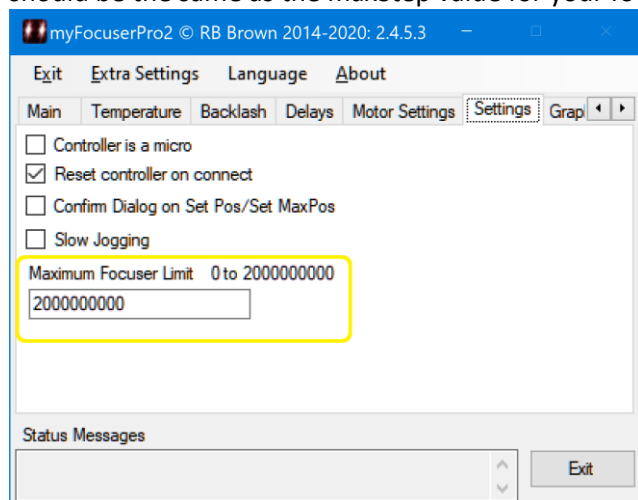 myFocuserPro2 © RB Brown 2014-2020: 2.4.5.3
Exit Extra Settings Language About
Main Temperature Backlash Delays Motor Settings Settings
Controller is a micro
Reset controller on connect
Confirm Dialog on Set Pos/Set MaxPos
Slow Jogging
Maximum Focuser Limit 0 to 2000000000
2000000000
Status Messages
Exit